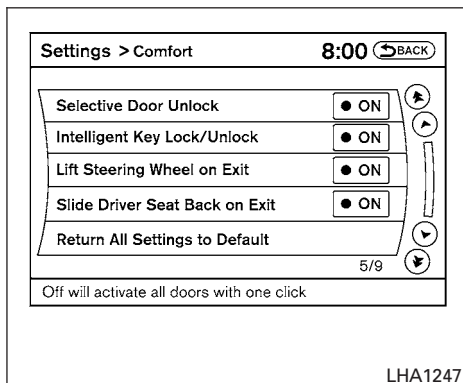 Settings > Comfort 8:00 BACK
Selective Door Unlock ON
Intelligent Key Lock/Unlock ON
Lift Steering Wheel on Exit ON
Slide Driver Seat Back on Exit ON
Return All Settings to Default
5/9
Off will activate all doors with one click
LHA1247